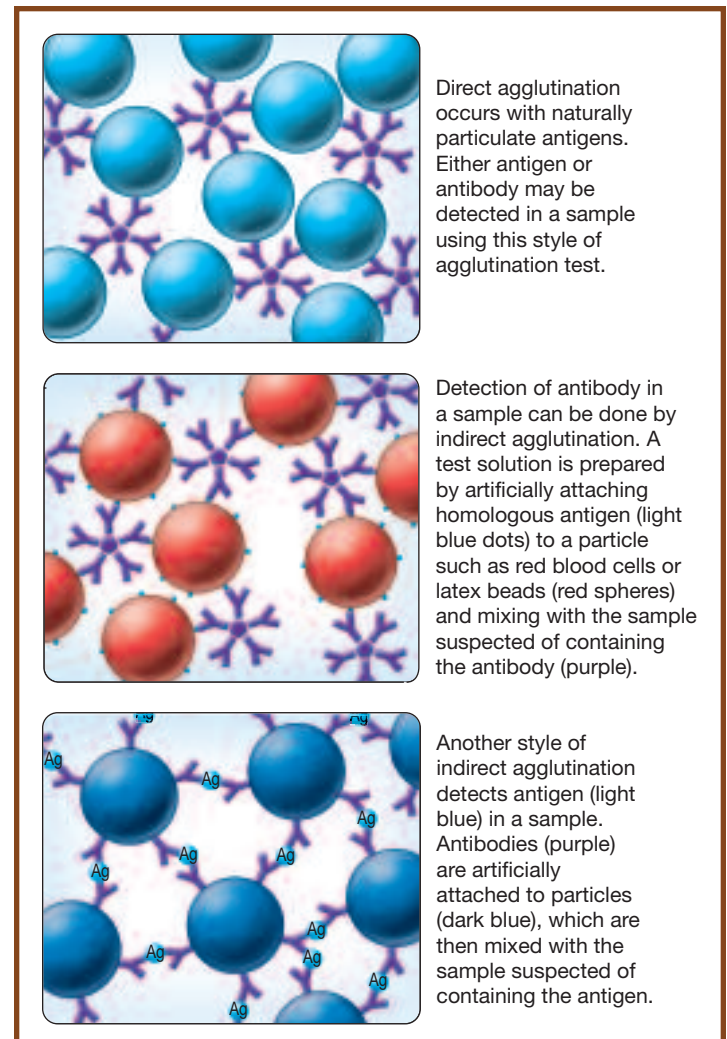 Direct agglutination
occurs with naturally
particulate antigens.
Either antigen or
antibody may be
detected in a sample
using this style of
agglutination test.
Detection of antibody in
a sample can be done by
indirect agglutination. A
test solution is prepared
by artificially attaching
homologous antigen (light
blue dots) to a particle
such as red blood cells or
latex beads (red spheres)
and mixing with the sample
suspected of containing
the antibody (purple).
Ag
Ag
Ag
Ag
Ag
Ag
Ag
Ag
Ag
Ag
Ag
Ag
Ag
Another style of
indirect agglutination
detects antigen (light
blue) in a sample.
Antibodies (purple)
are artificially
attached to particles
(dark blue), which are
then mixed with the
sample suspected of
containing the antigen.